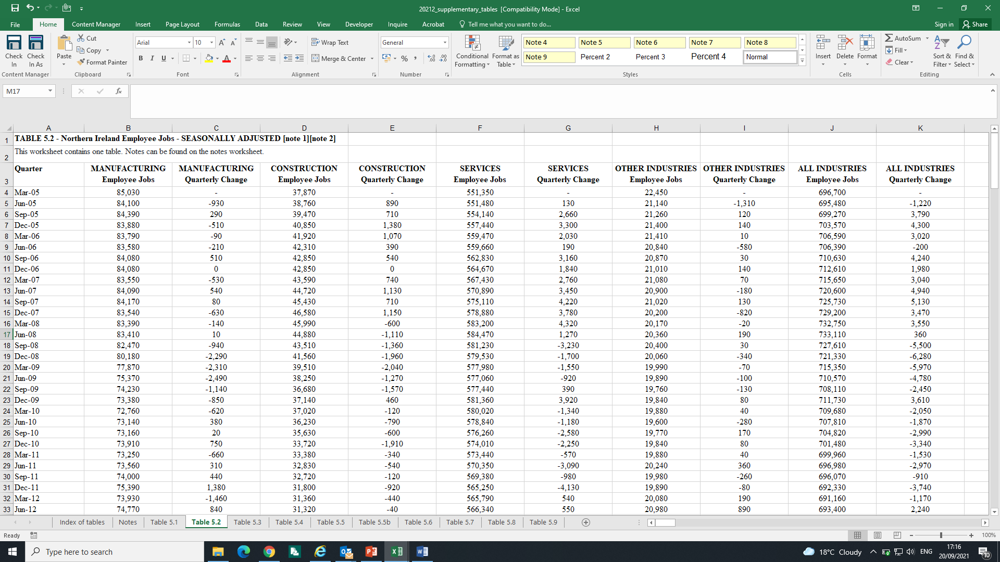 20212_supplementary_tables [Compatibility Mode] - Excel
File Home Content Manager Insert Page Layout Formulas Data Review View Developer Inquire Acrobat Tell me what you want to do... Sign in Share
Check In Check In As Content Manager
Paste Cut Copy Format Painter Clipboard
Arial 10 A A B I U A Font
Wrap Text Merge & Center Alignment
General % , Number
Conditional Formatting Format as Table
Note 4 Note 5 Note 6 Note 7 Note 8
Note 9 Percent 2 Percent 3 Percent 4 Normal
Styles
Insert Delete Format Cells
AutoSum Fill Clear Sort & Filter Find & Select Editing
M17 fx
A B C D E F G H I J K
1 TABLE 5.2 - Northern Ireland Employee Jobs - SEASONALLY ADJUSTED [note 1][note 2]
2 This worksheet contains one table. Notes can be found on the notes worksheet.
Quarter MANUFACTURING MANUFACTURING CONSTRUCTION CONSTRUCTION SERVICES SERVICES OTHER INDUSTRIES OTHER INDUSTRIES ALL INDUSTRIES ALL INDUSTRIES
3 Employee Jobs Quarterly Change Employee Jobs Quarterly Change Employee Jobs Quarterly Change Employee Jobs Quarterly Change Employee Jobs Quarterly Change
4 Mar-05 85,030 - 37,870 - 551,350 - 22,450 - 696,700 -
5 Jun-05 84,100 -930 38,760 890 551,480 130 21,140 -1,310 695,480 -1,220
6 Sep-05 84,390 290 39,470 710 554,140 2,660 21,260 120 699,270 3,790
7 Dec-05 83,880 -510 40,850 1,380 557,440 3,300 21,400 140 703,570 4,300
8 Mar-06 83,790 -90 41,920 1,070 559,470 2,030 21,410 10 706,590 3,020
9 Jun-06 83,580 -210 42,310 390 559,660 190 20,840 -580 706,390 -200
10 Sep-06 84,080 510 42,850 540 562,830 3,160 20,870 30 710,630 4,240
11 Dec-06 84,080 0 42,850 0 564,670 1,840 21,010 140 712,610 1,980
12 Mar-07 83,550 -530 43,590 740 567,430 2,760 21,080 70 715,650 3,040
13 Jun-07 84,090 540 44,720 1,130 570,890 3,450 20,900 -180 720,600 4,940
14 Sep-07 84,170 80 45,430 710 575,110 4,220 21,020 130 725,730 5,130
15 Dec-07 83,540 -630 46,580 1,150 578,880 3,780 20,200 -820 729,200 3,470
16 Mar-08 83,390 -140 45,990 -600 583,200 4,320 20,170 -20 732,750 3,550
17 Jun-08 83,410 10 44,880 -1,110 584,470 1,270 20,360 190 733,110 360
18 Sep-08 82,470 -940 43,510 -1,360 581,230 -3,230 20,400 30 727,610 -5,500
19 Dec-08 80,180 -2,290 41,560 -1,960 579,530 -1,700 20,060 -340 721,330 -6,280
20 Mar-09 77,870 -2,310 39,510 -2,040 577,980 -1,550 19,990 -70 715,350 -5,970
21 Jun-09 75,370 -2,490 38,250 -1,270 577,060 -920 19,890 -100 710,570 -4,780
22 Sep-09 74,230 -1,140 36,680 -1,570 577,440 390 19,760 -130 708,110 -2,450
23 Dec-09 73,380 -850 37,140 460 581,360 3,920 19,840 80 711,730 3,610
24 Mar-10 72,760 -620 37,020 -120 580,020 -1,340 19,880 40 709,680 -2,050
25 Jun-10 73,140 380 36,230 -790 578,840 -1,180 19,600 -280 707,810 -1,870
26 Sep-10 73,160 20 35,630 -600 576,260 -2,580 19,770 170 704,820 -2,990
27 Dec-10 73,910 750 33,720 -1,910 574,010 -2,250 19,840 80 701,480 -3,340
28 Mar-11 73,250 -660 33,380 -340 573,440 -570 19,880 40 699,960 -1,530
29 Jun-11 73,560 310 32,830 -540 570,350 -3,090 20,240 360 696,980 -2,970
30 Sep-11 74,000 440 32,720 -120 569,380 -980 19,980 -260 696,070 -910
31 Dec-11 75,390 1,380 31,800 -920 565,250 -4,130 19,890 -80 692,330 -3,740
32 Mar-12 73,930 -1,460 31,360 -440 565,790 540 20,080 190 691,160 -1,170
33 Jun-12 74,770 840 31,320 -40 566,340 550 20,980 890 693,400 2,240
Index of tables Notes Table 5.1 Table 5.2 Table 5.3 Table 5.4 Table 5.5 Table 5.5b Table 5.6 Table 5.7 Table 5.8 Table 5.9
Ready 100%
Type here to search 18°C Cloudy ENG 17:16
20/09/2021 10